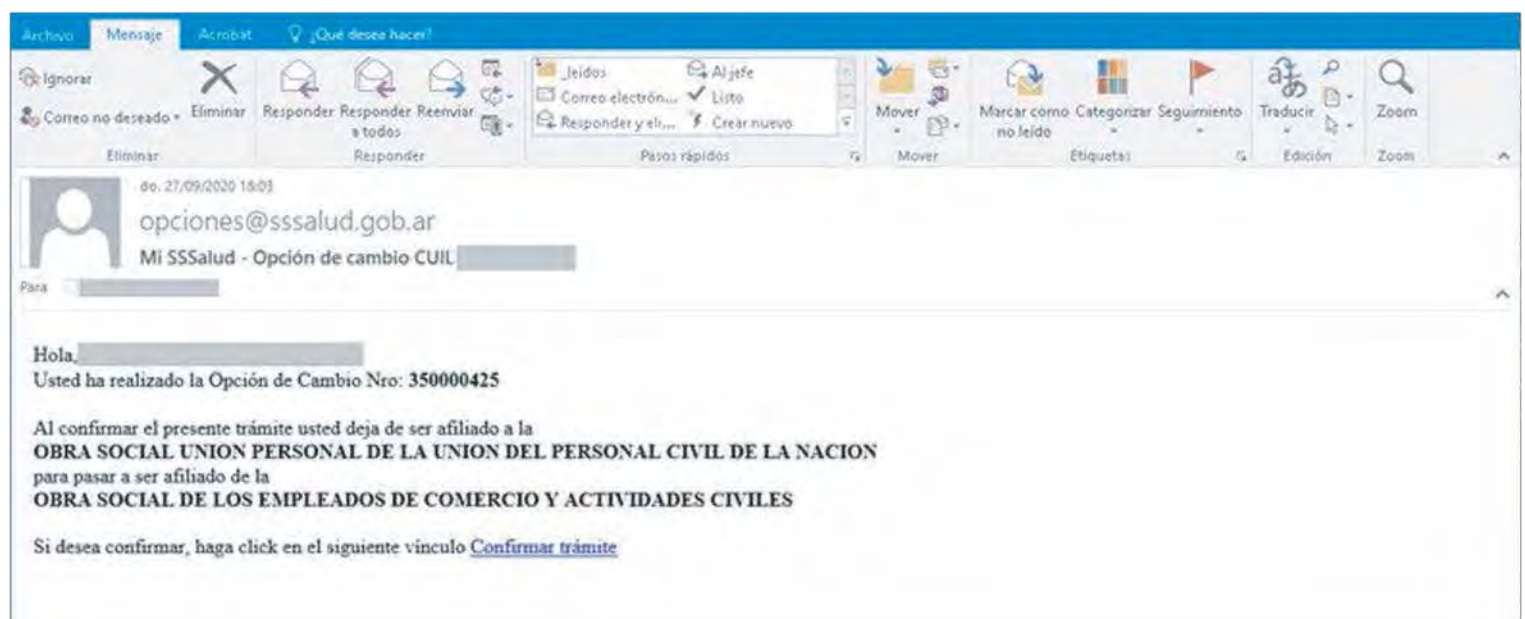 Archivo Mensaje Acrobat ¿Qué desea hacer?
Ignorar
Correo no deseado
Eliminar
Responder Responder a todos Reenviar
_leidos Al jefe
Correo electrón... Listo
Responder y eli... Crear nuevo
Mover
Marcar como no leído Categorizar Seguimiento
Traducir
Zoom
Eliminar Responder Pasos rápidos Mover Etiquetas Edición Zoom
do. 27/09/2020 18:03
opciones@sssalud.gob.ar
Mi SSSalud - Opción de cambio CUIL
Para
Hola,
Usted ha realizado la Opción de Cambio Nro: 350000425
Al confirmar el presente trámite usted deja de ser afiliado a la
OBRA SOCIAL UNION PERSONAL DE LA UNION DEL PERSONAL CIVIL DE LA NACION
para pasar a ser afiliado de la
OBRA SOCIAL DE LOS EMPLEADOS DE COMERCIO Y ACTIVIDADES CIVILES
Si desea confirmar, haga click en el siguiente vínculo Confirmar trámite